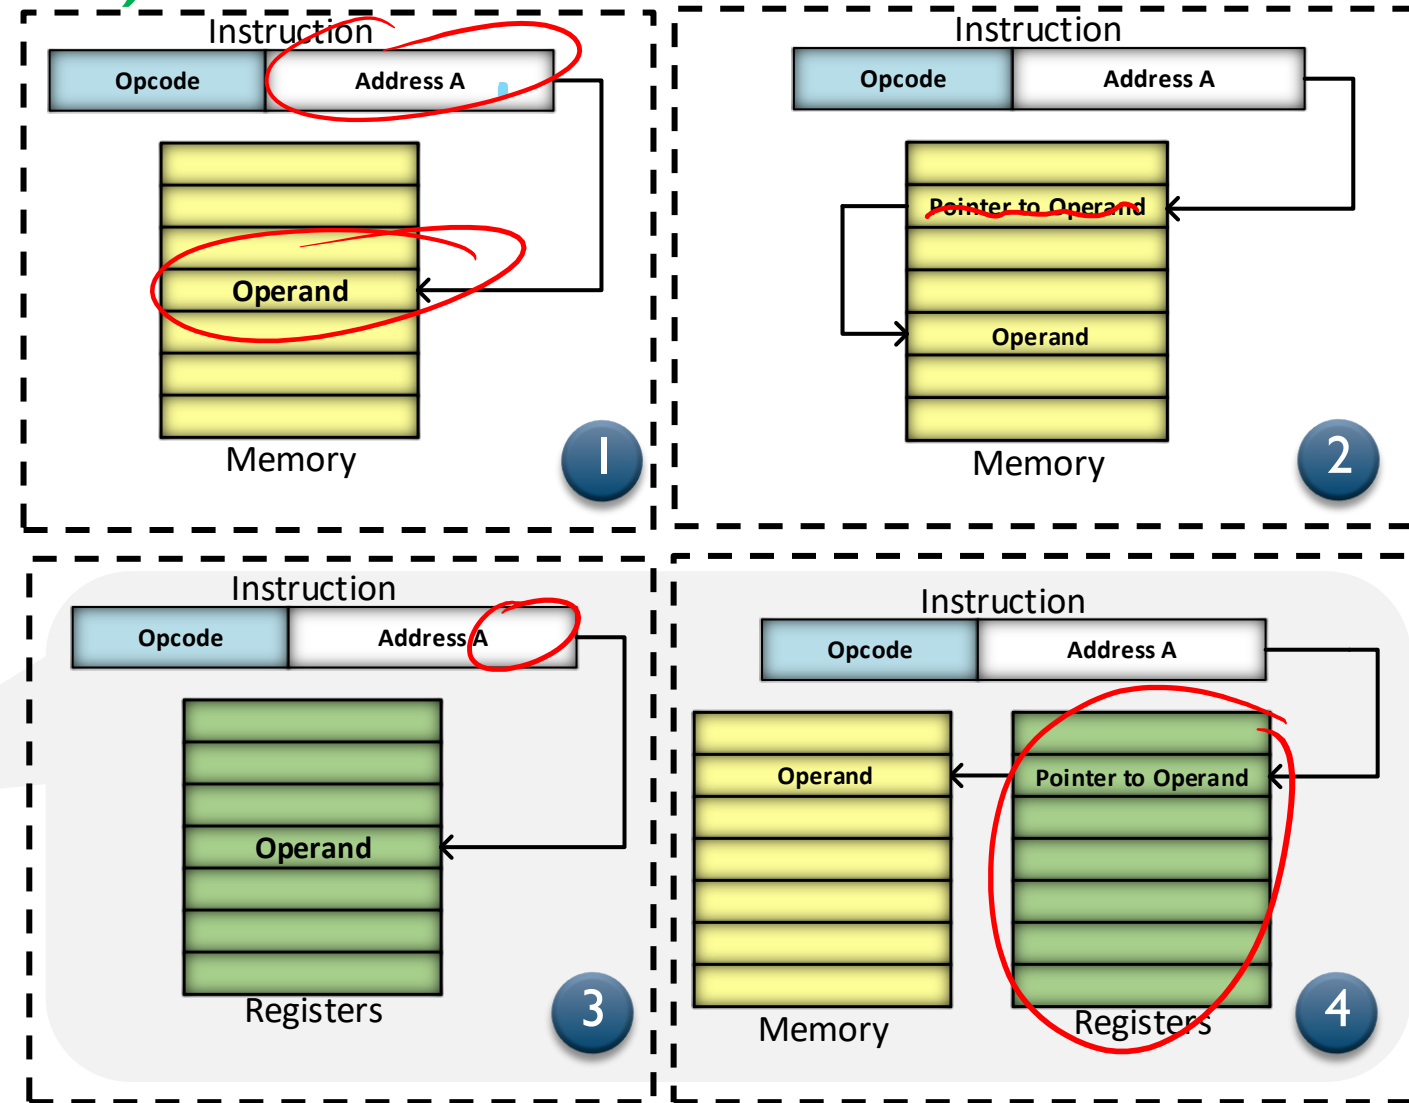 Instruction
Opcode Address A
Operand
Memory
1
Instruction
Opcode Address A
Pointer to Operand
Operand
Memory
2
Instruction
Opcode Address A
Operand
Registers
3
Instruction
Opcode Address A
Operand Pointer to Operand
Memory Registers
4